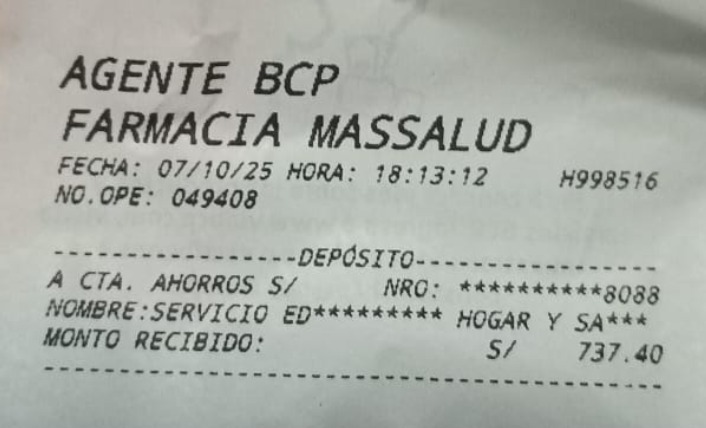 AGENTE BCP
FARMACIA MASSALUD
FECHA: 07/10/25 HORA: 18:13:12 H998516
NO.OPE: 049408
-----------------DEPÓSITO-----------------
A CTA. AHORROS S/ NRO: **********8088
NOMBRE:SERVICIO ED********* HOGAR Y SA***
MONTO RECIBIDO: S/ 737.40
------------------------------------------